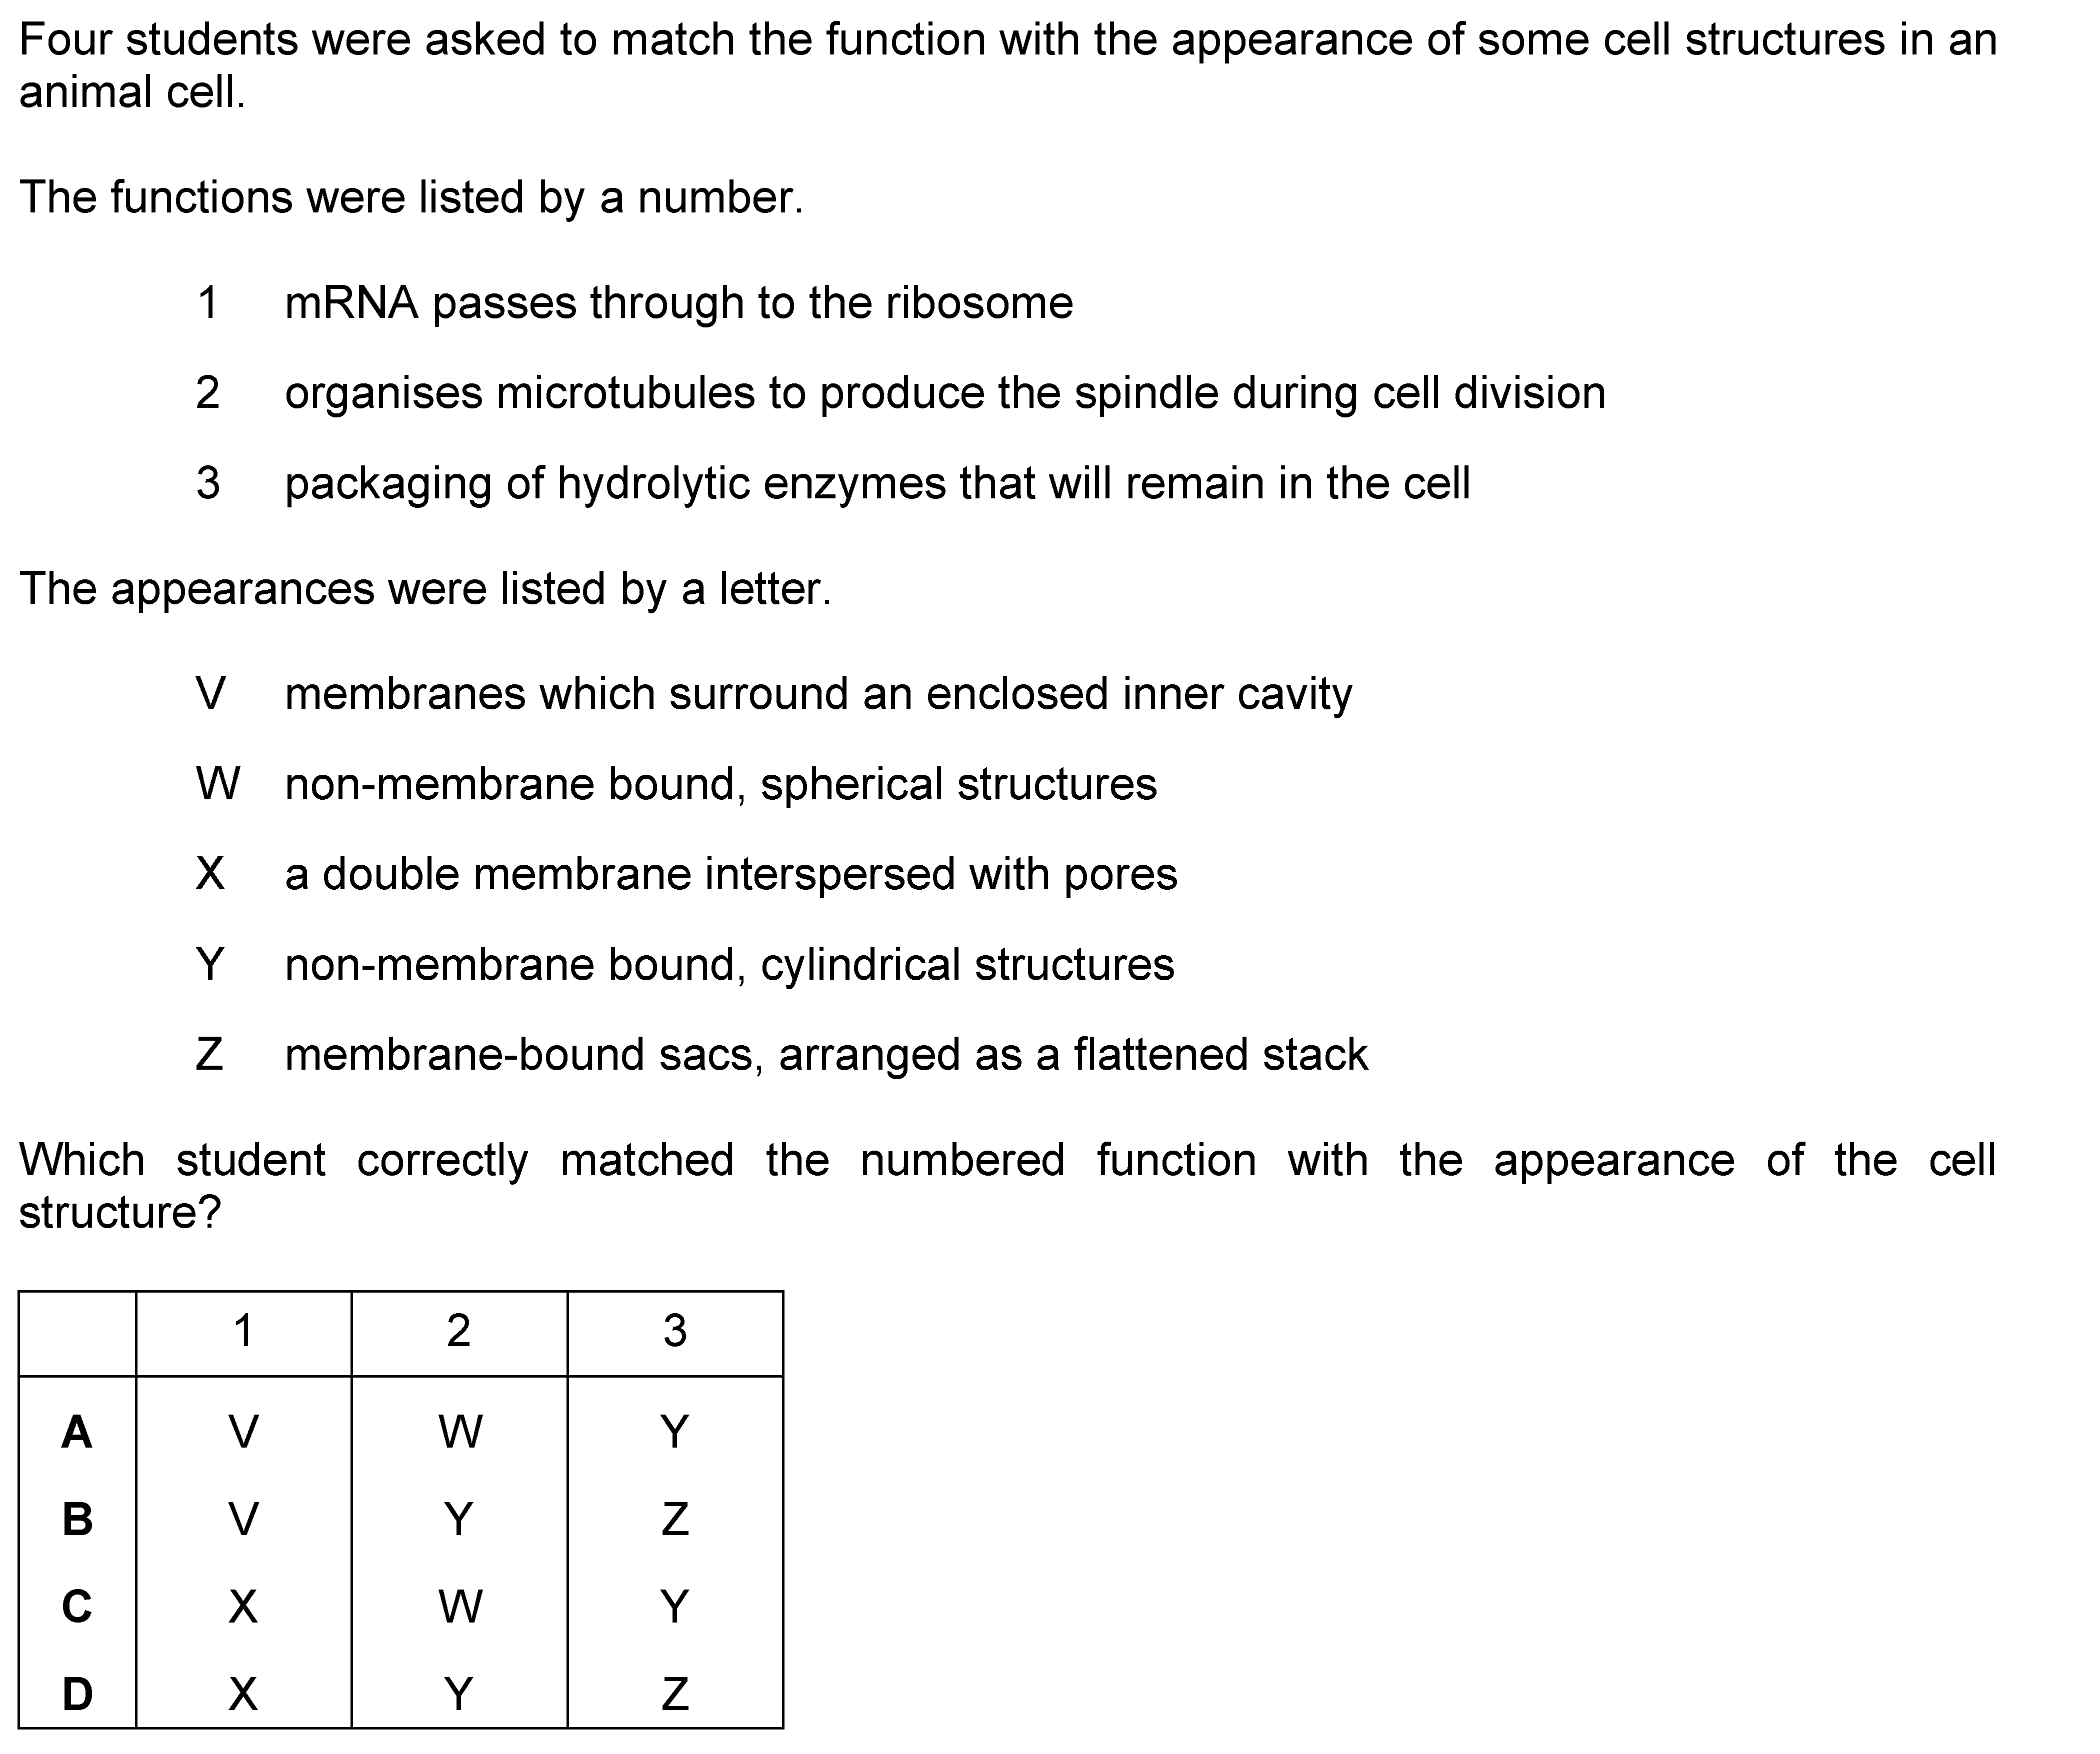 Four students were asked to match the function with the appearance of some cell structures in an
animal cell.
The functions were listed by a number.
1 mRNA passes through to the ribosome
2 organises microtubules to produce the spindle during cell division
3 packaging of hydrolytic enzymes that will remain in the cell
The appearances were listed by a letter.
V membranes which surround an enclosed inner cavity
W non-membrane bound, spherical structures
X a double membrane interspersed with pores
Y non-membrane bound, cylindrical structures
Z membrane-bound sacs, arranged as a flattened stack
Which student correctly matched the numbered function with the appearance of the cell
structure?
1 2 3
A V W Y
B V Y Z
C X W Y
D X Y Z